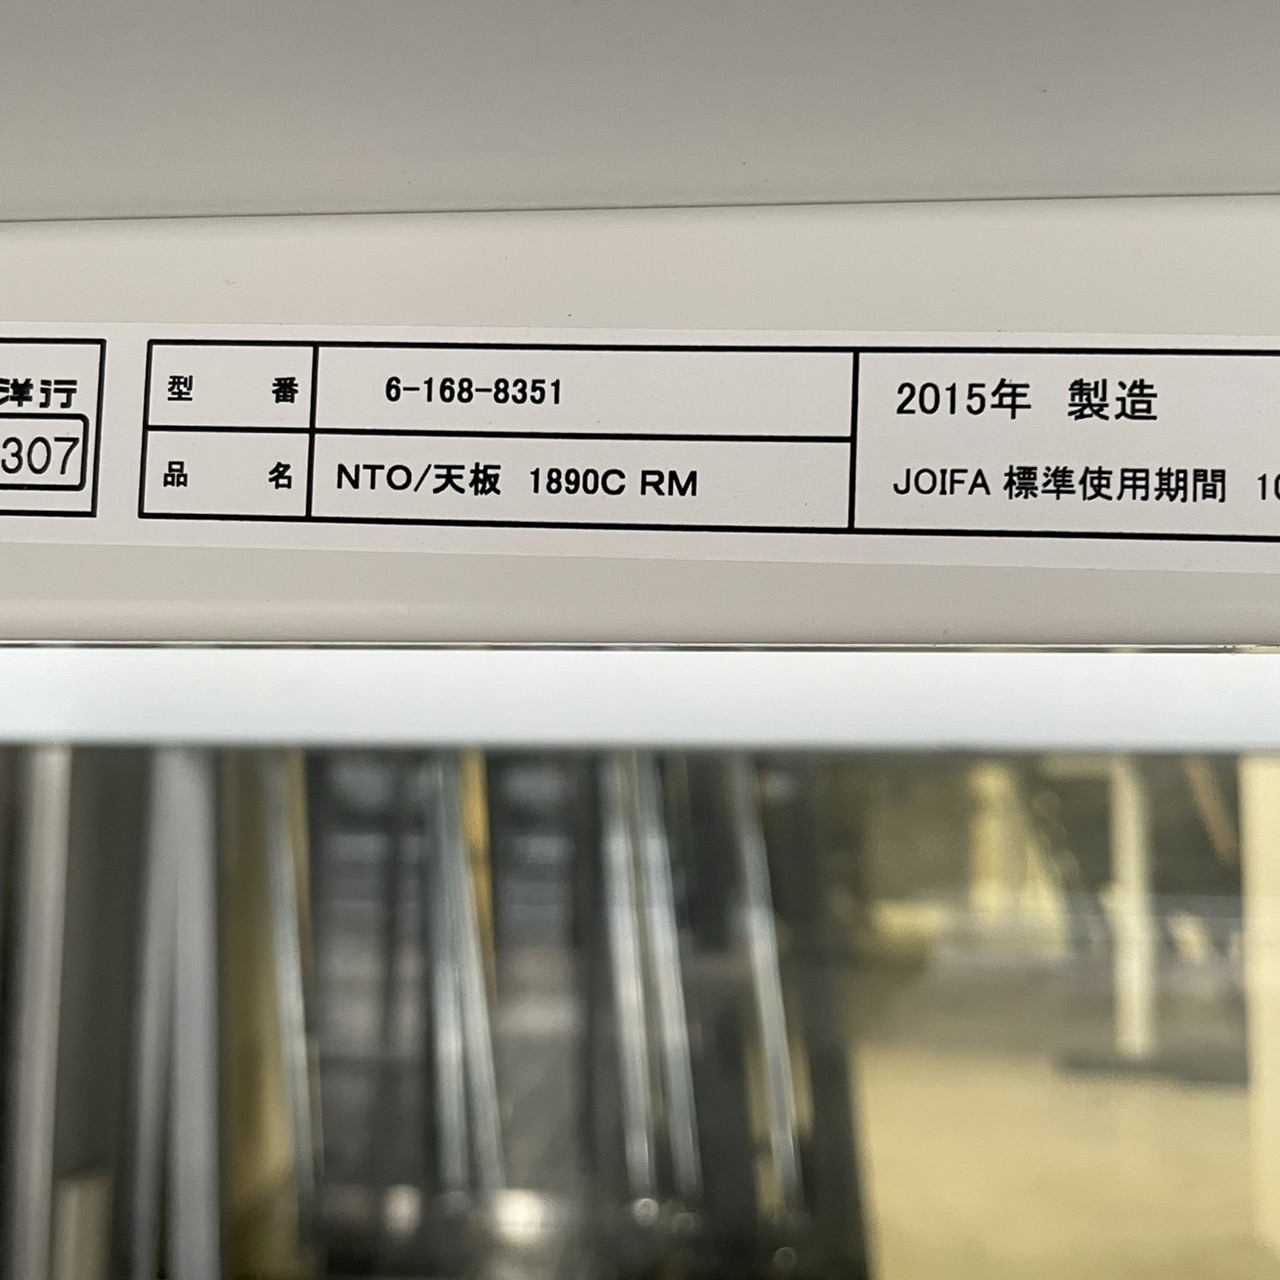 洋行
307
型番 6-168-8351
品名 NTO/天板 1890C RM
2015年 製造
JOIFA 標準使用期間 10